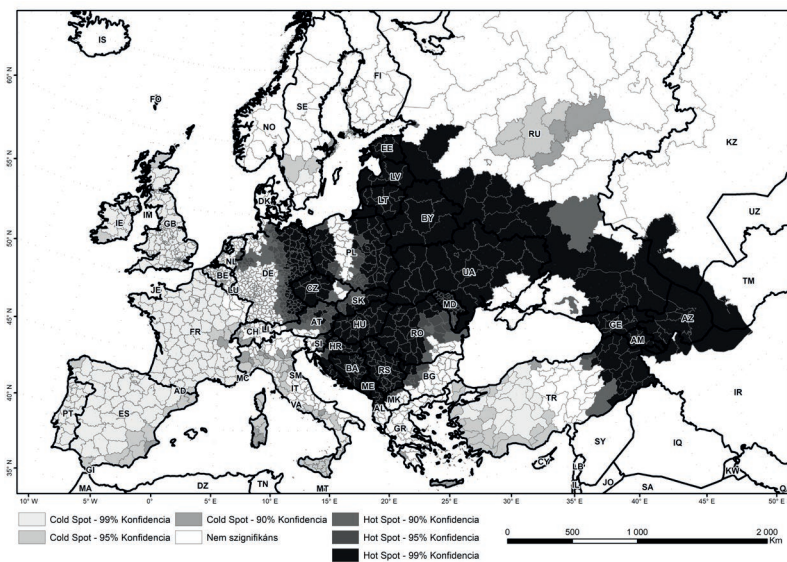 IS
60° N
FO
FI
SE
NO
RU
55° N
EE
LV
KZ
DK
LT
IE
IM
GB
BY
UZ
50° N
NL
PL
BE
DE
UA
TM
JE
LU
CZ
SK
MD
45° N
FR
CH
LI
AT
HU
RO
SI
HR
GE
AZ
BA
RS
AM
MC
SM
IT
ME
BG
40° N
AD
VA
MK
TR
IR
PT
ES
AL
GR
35° N
GI
CY
SY
IQ
LB
MA
DZ
TN
MT
IL
JO
SA
KW
10° W
5° W
0° E
5° E
10° E
15° E
20° E
25° E
30° E
35° E
40° E
45° E
50° E
Cold Spot - 99% Konfidencia
Cold Spot - 90% Konfidencia
Hot Spot - 90% Konfidencia
Cold Spot - 95% Konfidencia
Nem szignifikáns
Hot Spot - 95% Konfidencia
Hot Spot - 99% Konfidencia
0 500 1 000 2 000
Km